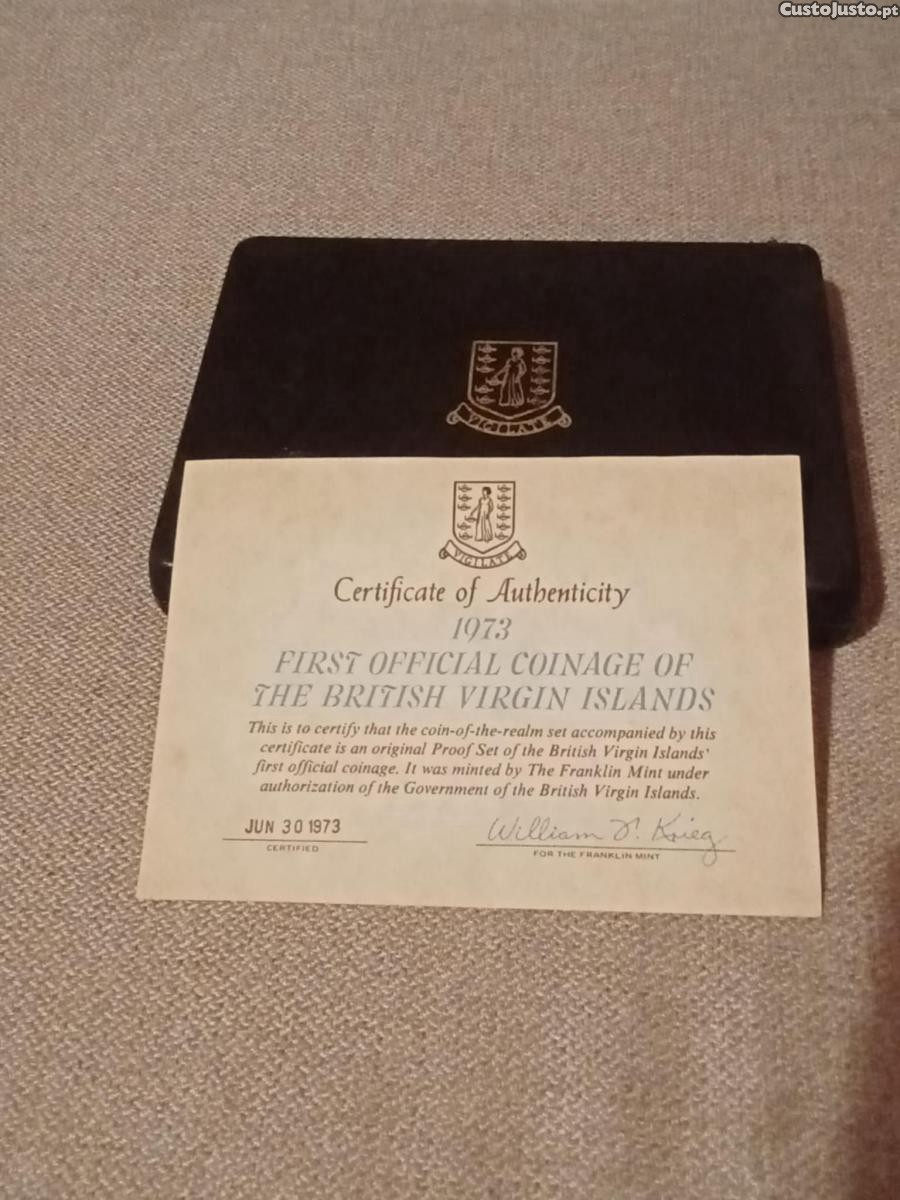 CustoJusto.pt
VIGILATE
VIGILATE
Certificate of Authenticity
1973
FIRST OFFICIAL COINAGE OF
THE BRITISH VIRGIN ISLANDS
This is to certify that the coin-of-the-realm set accompanied by this
certificate is an original Proof Set of the British Virgin Islands'
first official coinage. It was minted by The Franklin Mint under
authorization of the Government of the British Virgin Islands.
JUN 30 1973
William T. Krieg
CERTIFIED
FOR THE FRANKLIN MINT